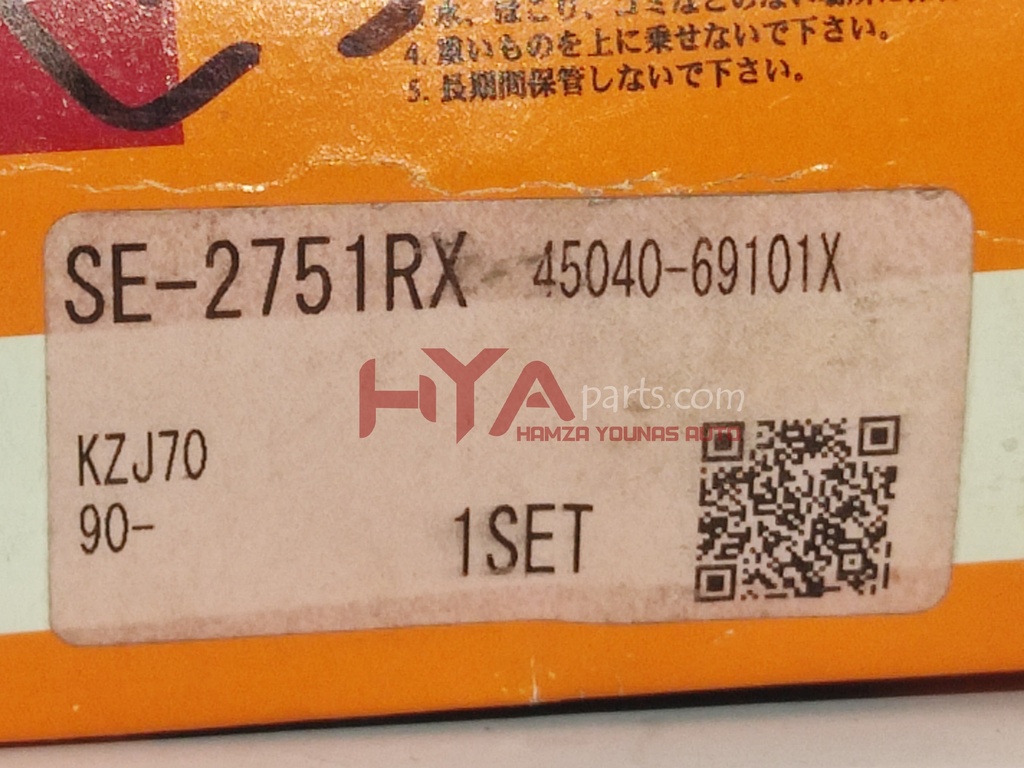 4. 重いものを上に乗せないで下さい。
5. 長期間保管しないで下さい。
SE-2751RX 45040-69101X
HYAparts.com
HAMZA YOUNAS AUTO
KZJ70
90-
1SET